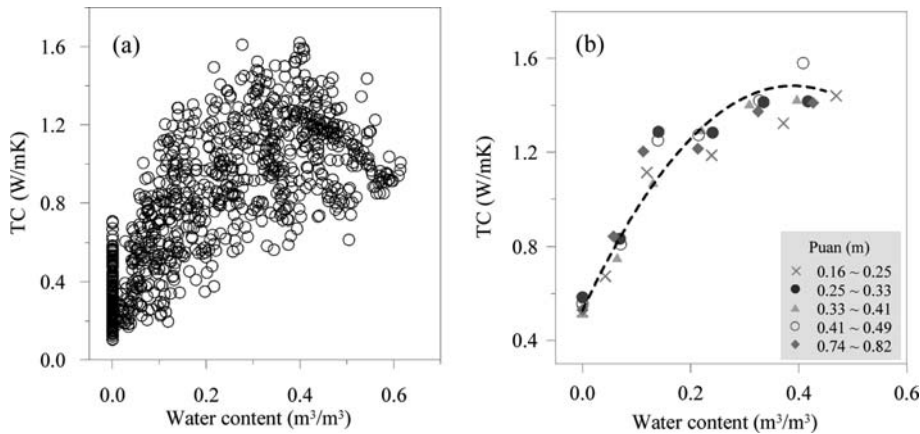 (a)
TC (W/mK)
1.6
1.2
0.8
0.4
0.0
0.0 0.2 0.4 0.6
Water content (m³/m³)
(b)
TC (W/mK)
1.6
1.2
0.8
0.4
0.0 0.2 0.4 0.6
Water content (m³/m³)
Puan (m)
0.16 ~ 0.25
0.25 ~ 0.33
0.33 ~ 0.41
0.41 ~ 0.49
0.74 ~ 0.82